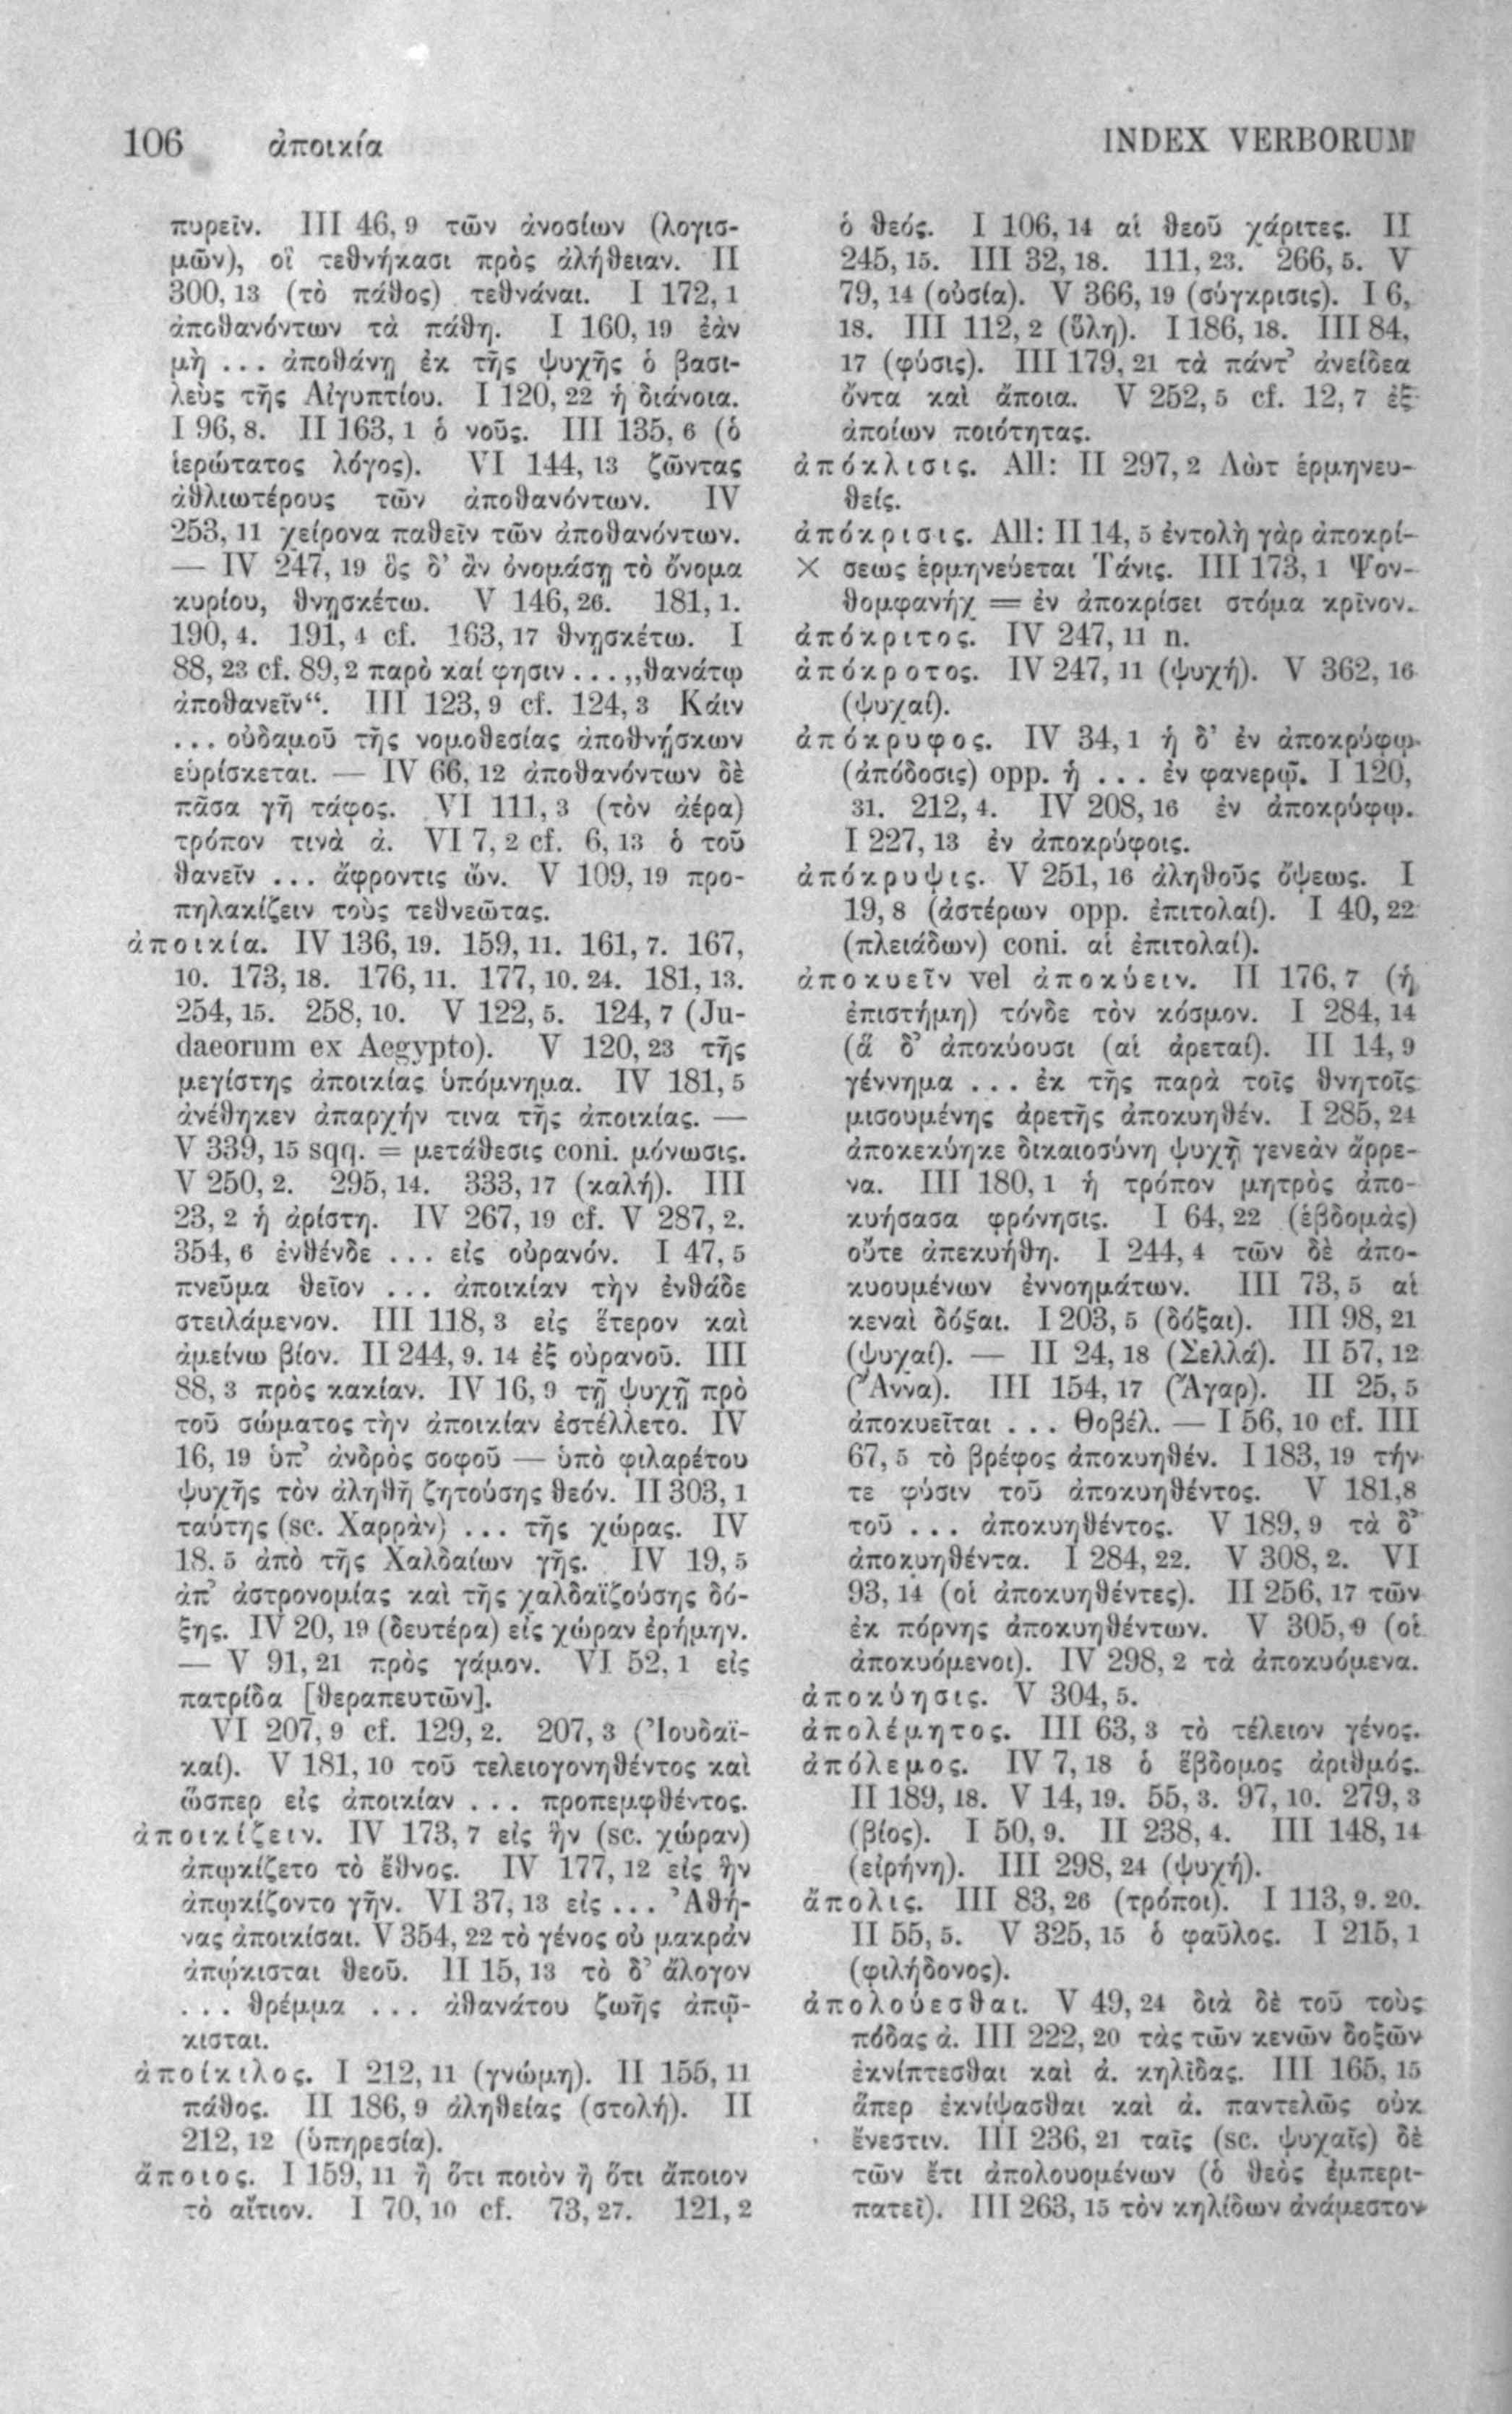 106 ἀποικία
INDEX VERBORUM
πυρεῖν. III 46, 9 τῶν ἀνοσίων (λογισ-
μῶν), οἳ τεθνήκασι πρὸς ἀλήθειαν. II
300, 13 (τὸ πάθος) τεθνάναι. I 172, 1
ἀποθανόντων τὰ πάθη. I 160, 19 ἐὰν
μὴ ... ἀποθάνῃ ἐκ τῆς ψυχῆς ὁ βασι-
λεὺς τῆς Αἰγυπτίου. I 120, 22 ἡ διάνοια.
I 96, 8. II 163, 1 ὁ νοῦς. III 135, 6 (ὁ
ἱερώτατος λόγος). VI 144, 13 ζῶντας
ἀθλιωτέρους τῶν ἀποθανόντων. IV
253, 11 χείρονα παθεῖν τῶν ἀποθανόντων.
— IV 247, 19 ὃς δ’ ἂν ὀνομάσῃ τὸ ὄνομα
κυρίου, θνῃσκέτω. V 146, 26. 181, 1.
190, 4. 191, 4 cf. 163, 17 θνῃσκέτω. I
88, 23 cf. 89, 2 παρὸ καί φησιν ... „θανάτῳ
ἀποθανεῖν“. III 123, 9 cf. 124, 3 Κάιν
... οὐδαμοῦ τῆς νομοθεσίας ἀποθνῄσκων
εὑρίσκεται. — IV 66, 12 ἀποθανόντων δὲ
πᾶσα γῆ τάφος. VI 111, 3 (τὸν ἀέρα)
τρόπον τινὰ ἀ. VI 7, 2 cf. 6, 13 ὁ τοῦ
θανεῖν ... ἄφροντις ὤν. V 109, 19 προ-
πηλακίζειν τοὺς τεθνεῶτας.
ἀποικία. IV 136, 19. 159, 11. 161, 7. 167,
10. 173, 18. 176, 11. 177, 10. 24. 181, 13.
254, 15. 258, 10. V 122, 5. 124, 7 (Ju-
daeorum ex Aegypto). V 120, 23 τῆς
μεγίστης ἀποικίας ὑπόμνημα. IV 181, 5
ἀνέθηκεν ἀπαρχήν τινα τῆς ἀποικίας. —
V 339, 15 sqq. = μετάθεσις coni. μόνωσις.
V 250, 2. 295, 14. 333, 17 (καλή). III
23, 2 ἡ ἀρίστη. IV 267, 19 cf. V 287, 2.
354, 6 ἐνθένδε ... εἰς οὐρανόν. I 47, 5
πνεῦμα θεῖον ... ἀποικίαν τὴν ἐνθάδε
στειλάμενον. III 118, 3 εἰς ἕτερον καὶ
ἀμείνω βίον. II 244, 9. 14 ἐξ οὐρανοῦ. III
88, 3 πρὸς κακίαν. IV 16, 9 τῇ ψυχῇ πρὸ
τοῦ σώματος τὴν ἀποικίαν ἐστέλλετο. IV
16, 19 ὑπ’ ἀνδρὸς σοφοῦ — ὑπὸ φιλαρέτου
ψυχῆς τὸν ἀληθῆ ζητούσης θεόν. II 303, 1
ταύτης (sc. Χαρρὰν) ... τῆς χώρας. IV
18. 5 ἀπὸ τῆς Χαλδαίων γῆς. IV 19, 5
ἀπ’ ἀστρονομίας καὶ τῆς χαλδαϊζούσης δό-
ξης. IV 20, 19 (δευτέρα) εἰς χώραν ἐρήμην.
— V 91, 21 πρὸς γάμον. VI 52, 1 εἰς
πατρίδα [θεραπευτῶν].
VI 207, 9 cf. 129, 2. 207, 3 (Ἰουδαϊ-
καί). V 181, 10 τοῦ τελειογονηθέντος καὶ
ὥσπερ εἰς ἀποικίαν ... προπεμφθέντος.
ἀποικίζειν. IV 173, 7 εἰς ἣν (sc. χώραν)
ἀπῳκίζετο τὸ ἔθνος. IV 177, 12 εἰς ἣν
ἀπῳκίζοντο γῆν. VI 37, 13 εἰς ... Ἀθή-
νας ἀποικίσαι. V 354, 22 τὸ γένος οὐ μακρὰν
ἀπῴκισται θεοῦ. II 15, 13 τὸ δ’ ἄλογον
... θρέμμα ... ἀθανάτου ζωῆς ἀπῴ-
κισται.
ἀποίκιλος. I 212, 11 (γνώμη). II 155, 11
πάθος. II 186, 9 ἀληθείας (στολή). II
212, 12 (ὑπηρεσία).
ἄποιος. I 159, 11 ἢ ὅτι ποιὸν ἢ ὅτι ἄποιον
τὸ αἴτιον. I 70, 10 cf. 73, 27. 121, 2
ὁ θεός. I 106, 14 αἱ θεοῦ χάριτες. II
245, 15. III 32, 18. 111, 23. 266, 5. V
79, 14 (οὐσία). V 366, 19 (σύγκρισις). I 6,
18. III 112, 2 (ὕλη). I 186, 18. III 84,
17 (φύσις). III 179, 21 τὰ πάντ’ ἀνείδεα
ὄντα καὶ ἄποια. V 252, 5 cf. 12, 7 ἐξ
ἀποίων ποιότητας.
ἀπόκλισις. All: II 297, 2 Λὼτ ἑρμηνευ-
θείς.
ἀπόκρισις. All: II 14, 5 ἐντολὴ γὰρ ἀποκρί-
X σεως ἑρμηνεύεται Τάνις. III 173, 1 Ψον-
θομφανήχ = ἐν ἀποκρίσει στόμα κρῖνον.
ἀπόκριτος. IV 247, 11 n.
ἀπόκροτος. IV 247, 11 (ψυχή). V 362, 16
(ψυχαί).
ἀπόκρυφος. IV 34, 1 ἡ δ’ ἐν ἀποκρύφῳ
(ἀπόδοσις) opp. ἡ ... ἐν φανερῷ. I 120,
31. 212, 4. IV 208, 16 ἐν ἀποκρύφῳ.
I 227, 13 ἐν ἀποκρύφοις.
ἀπόκρυψις. V 251, 16 ἀληθοῦς ὄψεως. I
19, 8 (ἀστέρων opp. ἐπιτολαί). I 40, 22
(πλειάδων) coni. αἱ ἐπιτολαί).
ἀποκυεῖν vel ἀποκύειν. II 176, 7 (ἡ
ἐπιστήμη) τόνδε τὸν κόσμον. I 284, 14
(ἃ δ’ ἀποκύουσι (αἱ ἀρεταί). II 14, 9
γέννημα ... ἐκ τῆς παρὰ τοῖς θνητοῖς
μισουμένης ἀρετῆς ἀποκυηθέν. I 285, 24
ἀποκεκύηκε δικαιοσύνη ψυχῇ γενεὰν ἄρρε-
να. III 180, 1 ἡ τρόπον μητρὸς ἀπο-
κυήσασα φρόνησις. I 64, 22 (ἑβδομὰς)
οὔτε ἀπεκυήθη. I 244, 4 τῶν δὲ ἀπο-
κυουμένων ἐννοημάτων. III 73, 5 αἱ
κεναὶ δόξαι. I 203, 5 (δόξαι). III 98, 21
(ψυχαί). — II 24, 18 (Σελλά). II 57, 12
(Ἄννα). III 154, 17 (Ἄγαρ). II 25, 5
ἀποκυεῖται ... Θοβέλ. — I 56, 10 cf. III
67, 5 τὸ βρέφος ἀποκυηθέν. I 183, 19 τήν
τε φύσιν τοῦ ἀποκυηθέντος. V 181, 8
τοῦ ... ἀποκυηθέντος. V 189, 9 τὰ δ’
ἀποκυηθέντα. I 284, 22. V 308, 2. VI
93, 14 (οἱ ἀποκυηθέντες). II 256, 17 τῶν
ἐκ πόρνης ἀποκυηθέντων. V 305, 9 (οἱ
ἀποκυόμενοι). IV 298, 2 τὰ ἀποκυόμενα.
ἀποκύησις. V 304, 5.
ἀπολέμητος. III 63, 3 τὸ τέλειον γένος.
ἀπόλεμος. IV 7, 18 ὁ ἕβδομος ἀριθμός.
II 189, 18. V 14, 19. 55, 3. 97, 10. 279, 3
(βίος). I 50, 9. II 238, 4. III 148, 14
(εἰρήνη). III 298, 24 (ψυχή).
ἄπολις. III 83, 26 (τρόποι). I 113, 9. 20.
II 55, 5. V 325, 15 ὁ φαῦλος. I 215, 1
(φιλήδονος).
ἀπολούεσθαι. V 49, 24 διὰ δὲ τοῦ τοὺς
πόδας ἀ. III 222, 20 τὰς τῶν κενῶν δοξῶν
ἐκνίπτεσθαι καὶ ἀ. κηλῖδας. III 165, 15
ἅπερ ἐκνίψασθαι καὶ ἀ. παντελῶς οὐκ
ἔνεστιν. III 236, 21 ταῖς (sc. ψυχαῖς) δὲ
τῶν ἔτι ἀπολουομένων (ὁ θεὸς ἐμπερι-
πατεῖ). III 263, 15 τὸν κηλίδων ἀνάμεστον